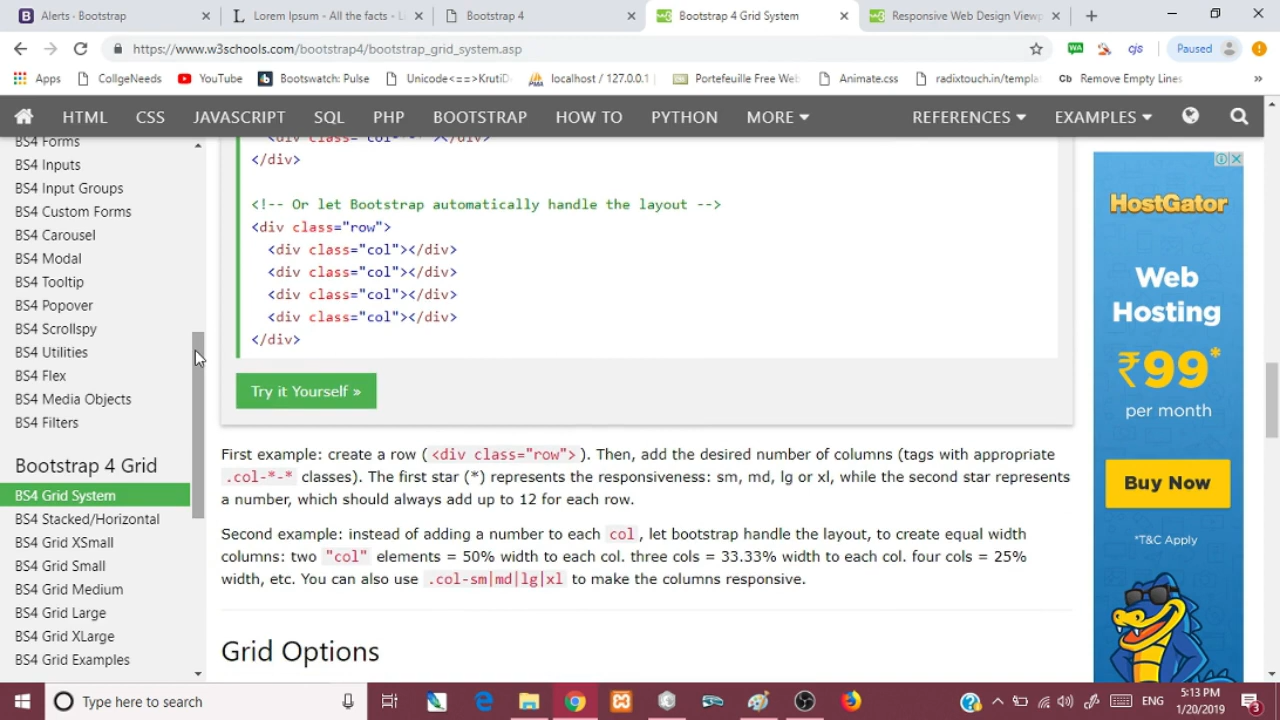 Alerts · Bootstrap
Lorem Ipsum - All the facts - L
Bootstrap 4
Bootstrap 4 Grid System
Responsive Web Design Viewp
https://www.w3schools.com/bootstrap4/bootstrap_grid_system.asp
Paused
Apps
CollgeNeeds
YouTube
Bootswatch: Pulse
Unicode<==>KrutiD
localhost / 127.0.0.1
Portefeuille Free Web
Animate.css
radixtouch.in/templa
Cb Remove Empty Lines
HTML CSS JAVASCRIPT SQL PHP BOOTSTRAP HOW TO PYTHON MORE REFERENCES EXAMPLES
BS4 Forms
BS4 Inputs
BS4 Input Groups
BS4 Custom Forms
BS4 Carousel
BS4 Modal
BS4 Tooltip
BS4 Popover
BS4 Scrollspy
BS4 Utilities
BS4 Flex
BS4 Media Objects
BS4 Filters
Bootstrap 4 Grid
BS4 Grid System
BS4 Stacked/Horizontal
BS4 Grid XSmall
BS4 Grid Small
BS4 Grid Medium
BS4 Grid Large
BS4 Grid XLarge
BS4 Grid Examples
<div class="col-*-*"></div>
</div>
<!-- Or let Bootstrap automatically handle the layout -->
<div class="row">
<div class="col"></div>
<div class="col"></div>
<div class="col"></div>
<div class="col"></div>
</div>
Try it Yourself »
First example: create a row (<div class="row">). Then, add the desired number of columns (tags with appropriate
.col-*-* classes). The first star (*) represents the responsiveness: sm, md, lg or xl, while the second star represents
a number, which should always add up to 12 for each row.
Second example: instead of adding a number to each col, let bootstrap handle the layout, to create equal width
columns: two "col" elements = 50% width to each col. three cols = 33.33% width to each col. four cols = 25%
width, etc. You can also use .col-sm|md|lg|xl to make the columns responsive.
Grid Options
HostGator
Web
Hosting
₹99*
per month
Buy Now
*T&C Apply
Type here to search
ENG
5:13 PM
1/20/2019
3